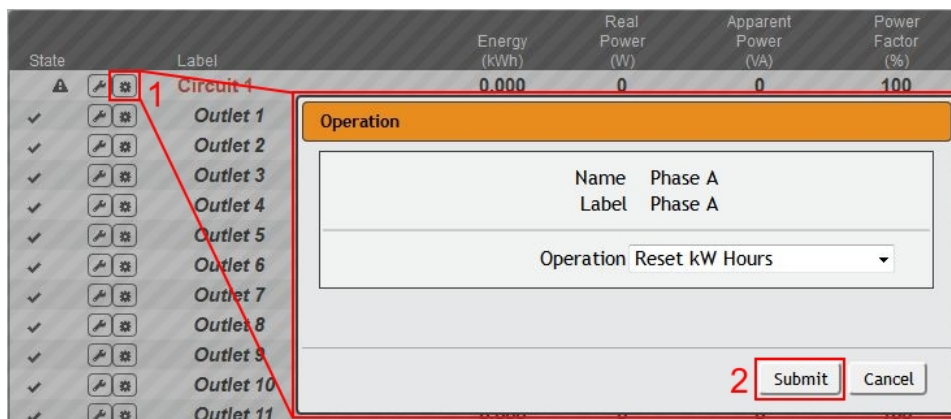 Real Apparent Power
Energy Power Power Factor
State Label (kWh) (W) (VA) (%)
1 Circuit 1 0.000 0 0 100
Outlet 1
Outlet 2
Outlet 3
Outlet 4
Outlet 5
Outlet 6
Outlet 7
Outlet 8
Outlet 9
Outlet 10
Outlet 11
Operation
Name Phase A
Label Phase A
Operation Reset kW Hours
2 Submit Cancel